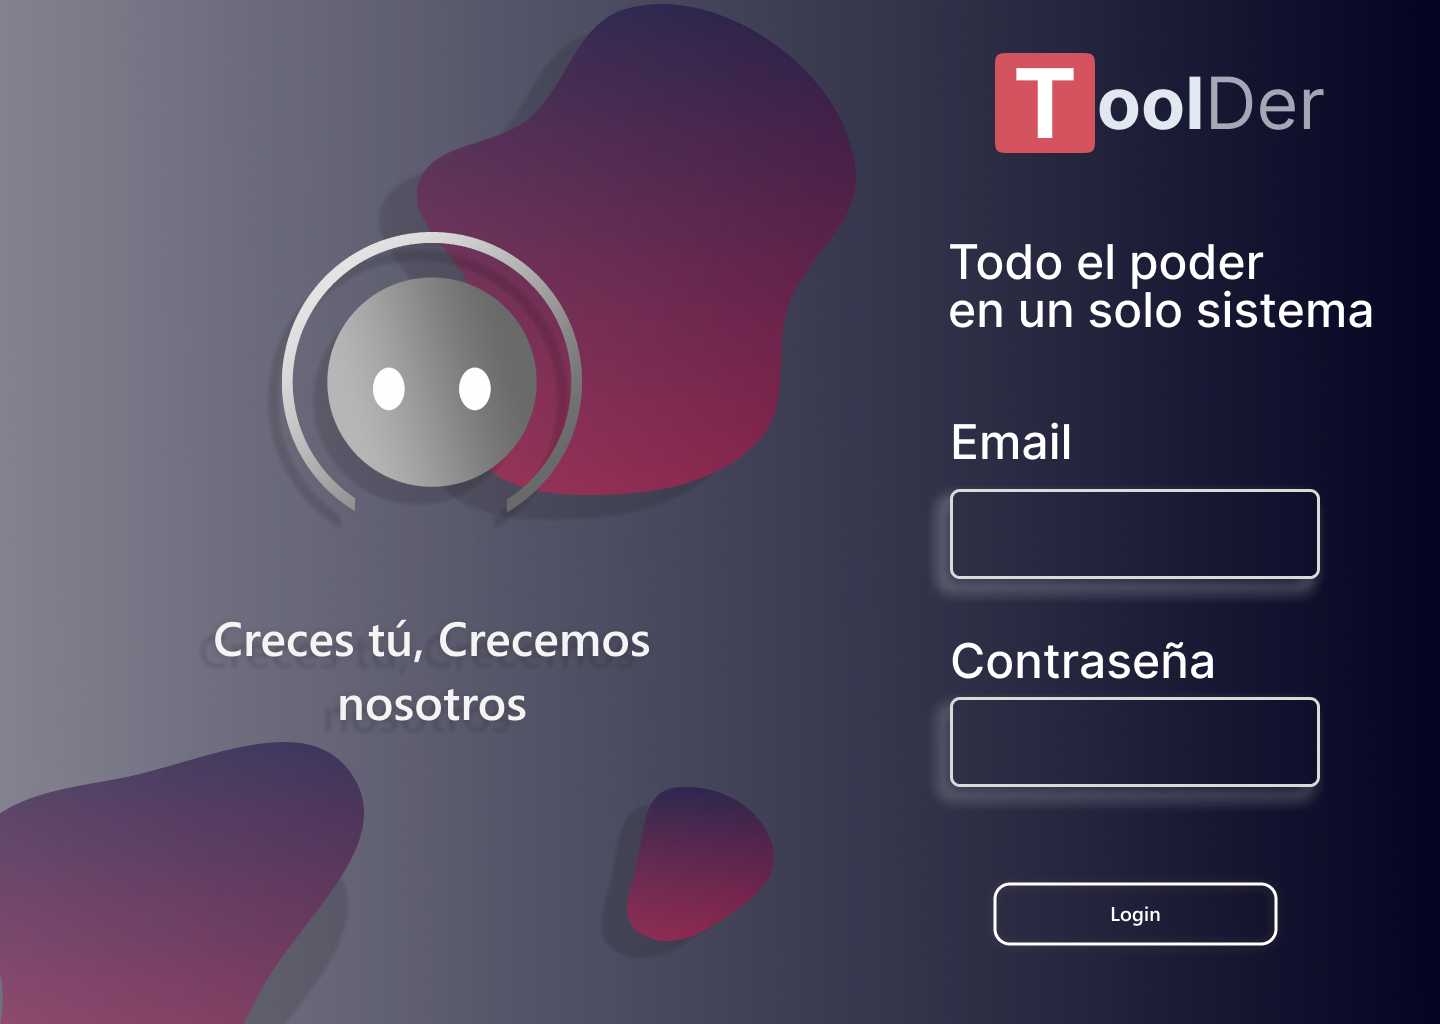 ToolDer
Todo el poder
en un solo sistema
Email
Contraseña
Login
Creces tú, Crecemos
nosotros